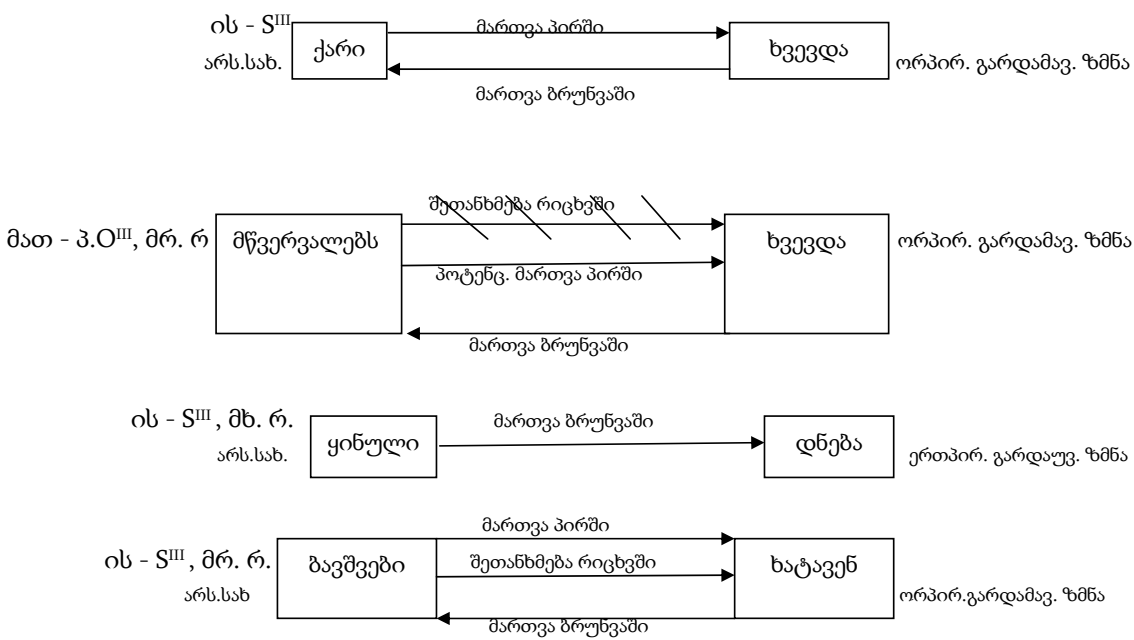 ის - Sᴵᴵᴵ
არს.სახ.
ქარი
მართვა პირში
მართვა ბრუნვაში
ხვევდა
ორპირ. გარდამავ. ზმნა
მათ - პ.Oᴵᴵᴵ, მრ. რ
მწვერვალებს
შეთანხმება რიცხვში
პოტენც. მართვა პირში
მართვა ბრუნვაში
ხვევდა
ორპირ. გარდამავ. ზმნა
ის - Sᴵᴵᴵ, მხ. რ.
არს.სახ.
ყინული
მართვა ბრუნვაში
დნება
ერთპირ. გარდაუვ. ზმნა
ის - Sᴵᴵᴵ, მრ. რ.
არს.სახ
ბავშვები
მართვა პირში
შეთანხმება რიცხვში
მართვა ბრუნვაში
ხატავენ
ორპირ.გარდამავ. ზმნა